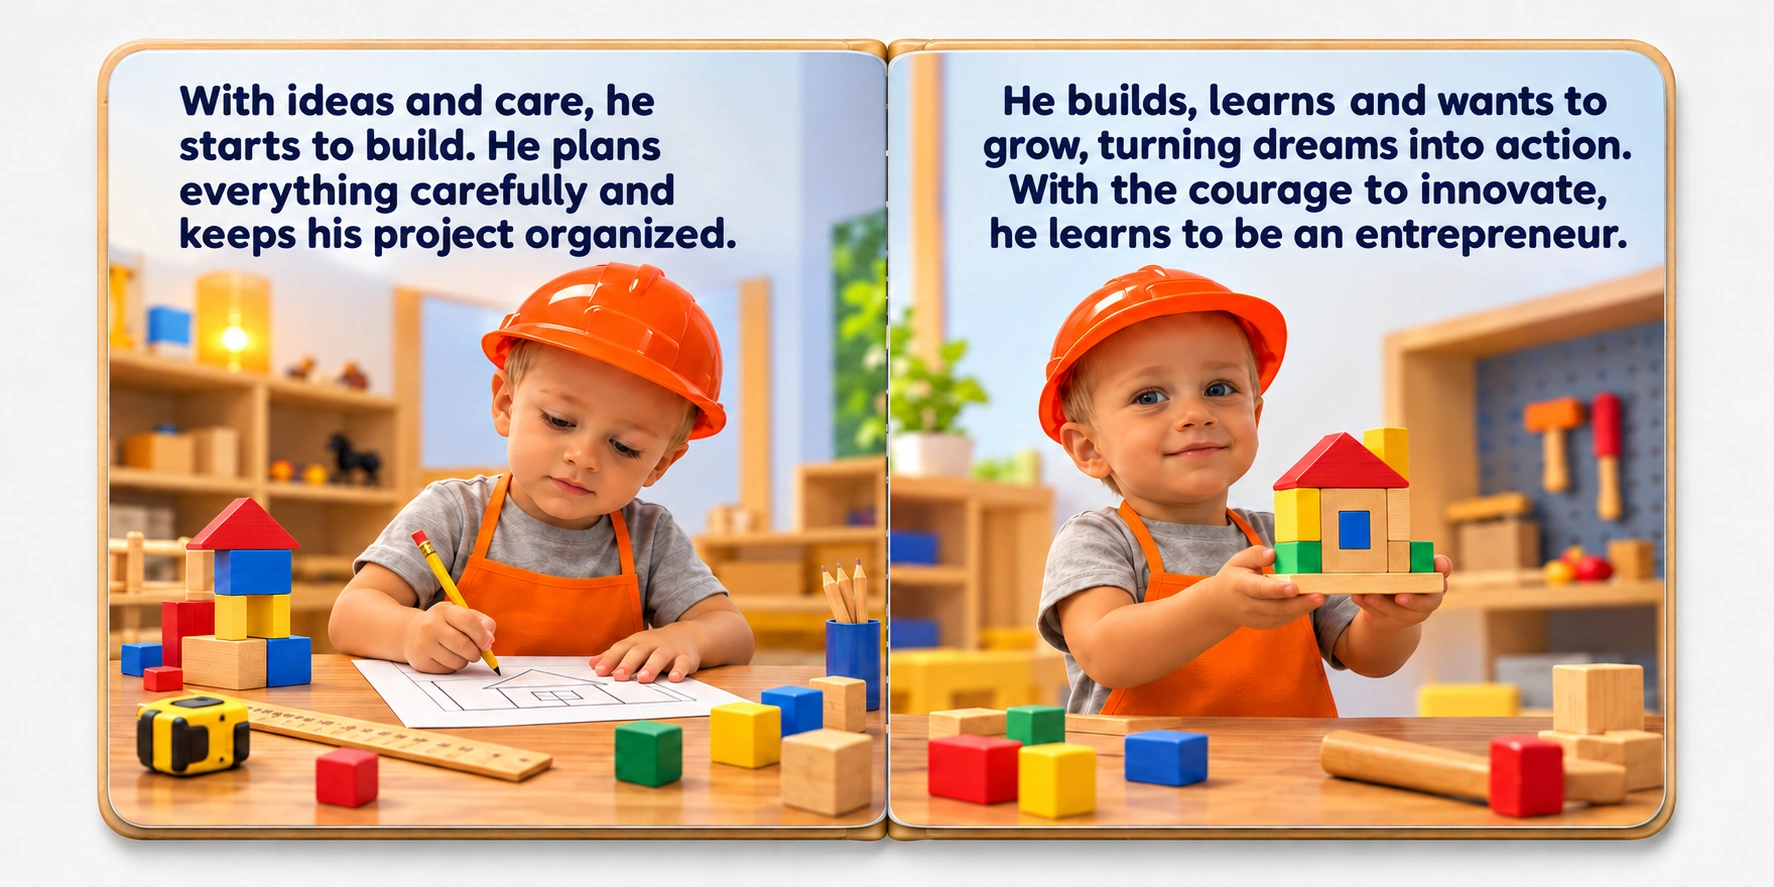 With ideas and care, he
starts to build. He plans
everything carefully and
keeps his project organized.
He builds, learns and wants to
grow, turning dreams into action.
With the courage to innovate,
he learns to be an entrepreneur.